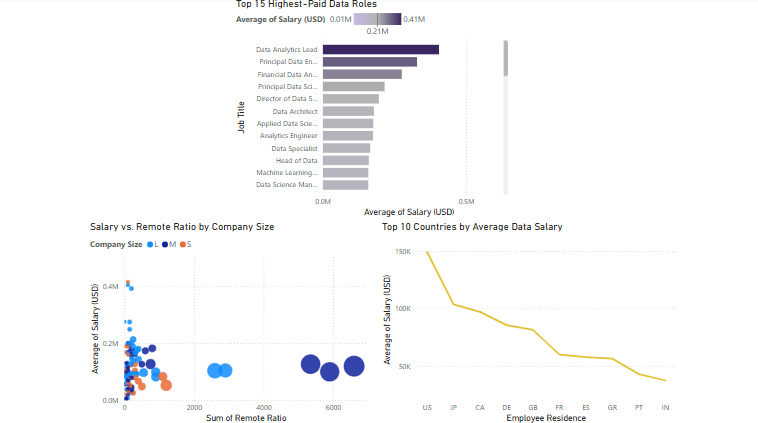 Top 15 Highest-Paid Data Roles
Average of Salary (USD) 0.01M 0.41M
0.21M
Job Title
Data Analytics Lead
Principal Data En...
Financial Data An...
Principal Data Sci...
Director of Data S...
Data Architect
Applied Data Scie...
Analytics Engineer
Data Specialist
Head of Data
Machine Learning...
Data Science Man...
0.0M 0.5M
Average of Salary (USD)
Salary vs. Remote Ratio by Company Size
Company Size L M S
Average of Salary (USD)
0.4M
0.2M
0.0M
0 2000 4000 6000
Sum of Remote Ratio
Top 10 Countries by Average Data Salary
Average of Salary (USD)
150K
100K
50K
US JP CA DE GB FR ES GR PT IN
Employee Residence